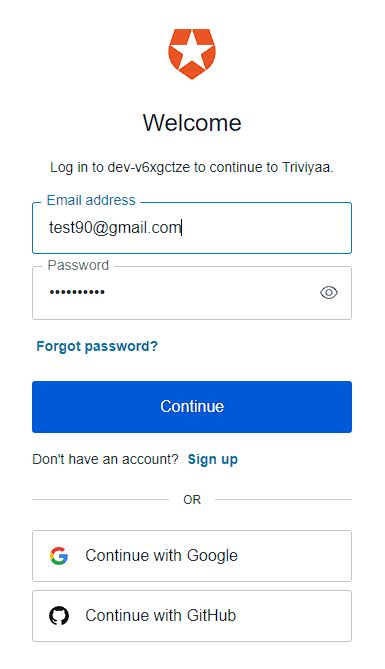 Welcome
Log in to dev-v6xgctze to continue to Triviyaa.
Email address
test90@gmail.com
Password
••••••••••
Forgot password?
Continue
Don't have an account? Sign up
OR
Continue with Google
Continue with GitHub